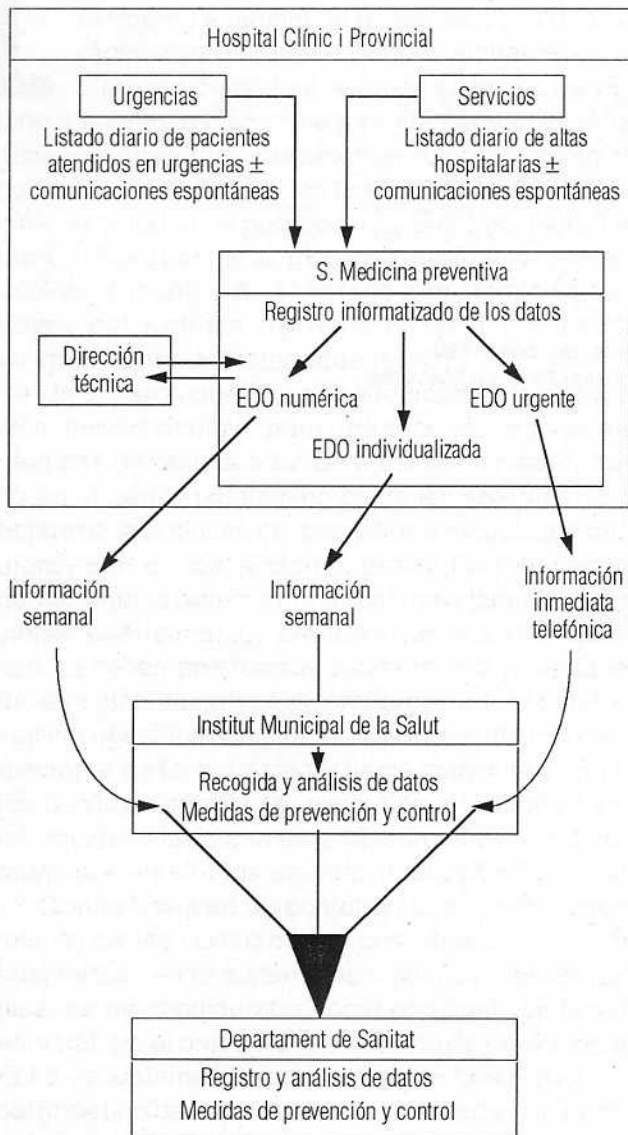 Hospital Clínic i Provincial
Urgencias
Listado diario de pacientes
atendidos en urgencias ±
comunicaciones espontáneas
Servicios
Listado diario de altas
hospitalarias ±
comunicaciones espontáneas
S. Medicina preventiva
Registro informatizado de los datos
Dirección
técnica
EDO numérica
EDO urgente
EDO individualizada
Información
semanal
Información
semanal
Información
inmediata
telefónica
Institut Municipal de la Salut
Recogida y análisis de datos
Medidas de prevención y control
Departament de Sanitat
Registro y análisis de datos
Medidas de prevención y control